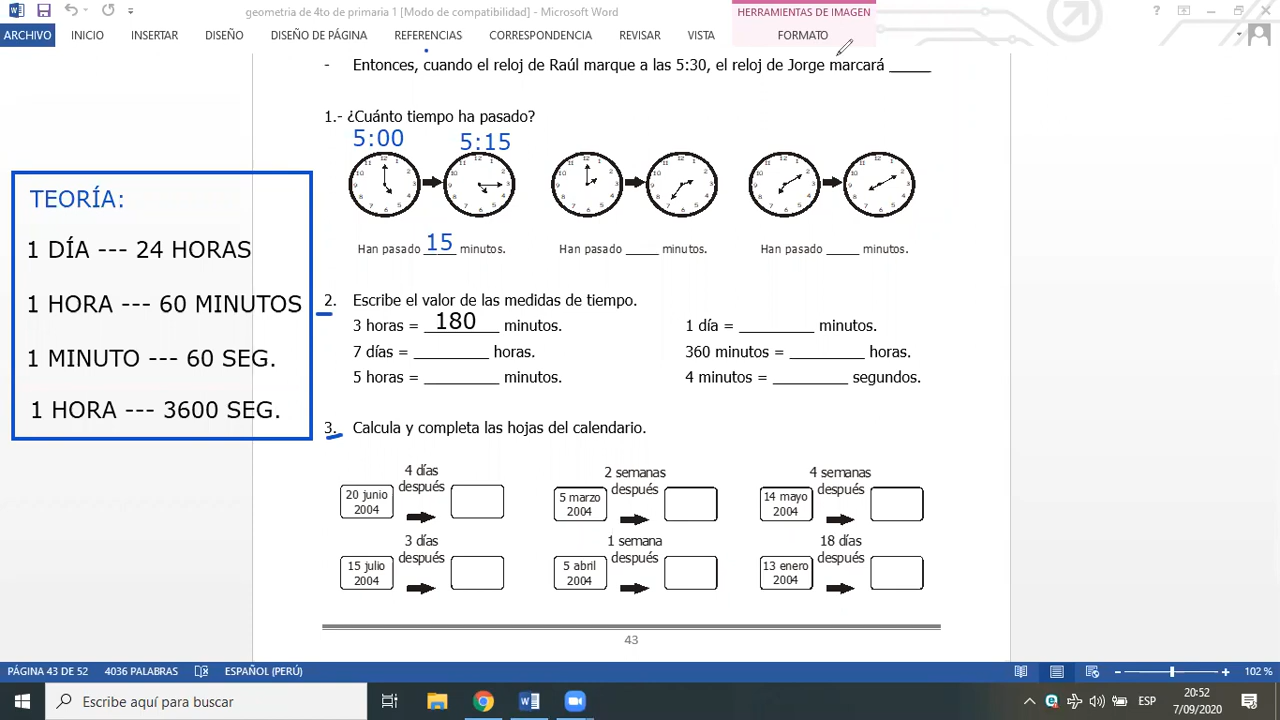 geometria de 4to de primaria 1 [Modo de compatibilidad] - Microsoft Word
HERRAMIENTAS DE IMAGEN
ARCHIVO INICIO INSERTAR DISEÑO DISEÑO DE PÁGINA REFERENCIAS CORRESPONDENCIA REVISAR VISTA FORMATO
- Entonces, cuando el reloj de Raúl marque a las 5:30, el reloj de Jorge marcará _____
1.- ¿Cuánto tiempo ha pasado?
5:00 5:15
Han pasado 15 minutos. Han pasado _____ minutos. Han pasado _____ minutos.
TEORÍA:
1 DÍA --- 24 HORAS
1 HORA --- 60 MINUTOS
1 MINUTO --- 60 SEG.
1 HORA --- 3600 SEG.
2. Escribe el valor de las medidas de tiempo.
3 horas = 180 minutos. 1 día = _________ minutos.
7 días = _________ horas. 360 minutos = _________ horas.
5 horas = _________ minutos. 4 minutos = _________ segundos.
3. Calcula y completa las hojas del calendario.
4 días después 2 semanas después 4 semanas después
20 junio 2004 5 marzo 2004 14 mayo 2004
3 días después 1 semana después 18 días después
15 julio 2004 5 abril 2004 13 enero 2004
43
PÁGINA 43 DE 52 4036 PALABRAS ESPAÑOL (PERÚ) 102 %
Escribe aquí para buscar
ESP
20:52
7/09/2020